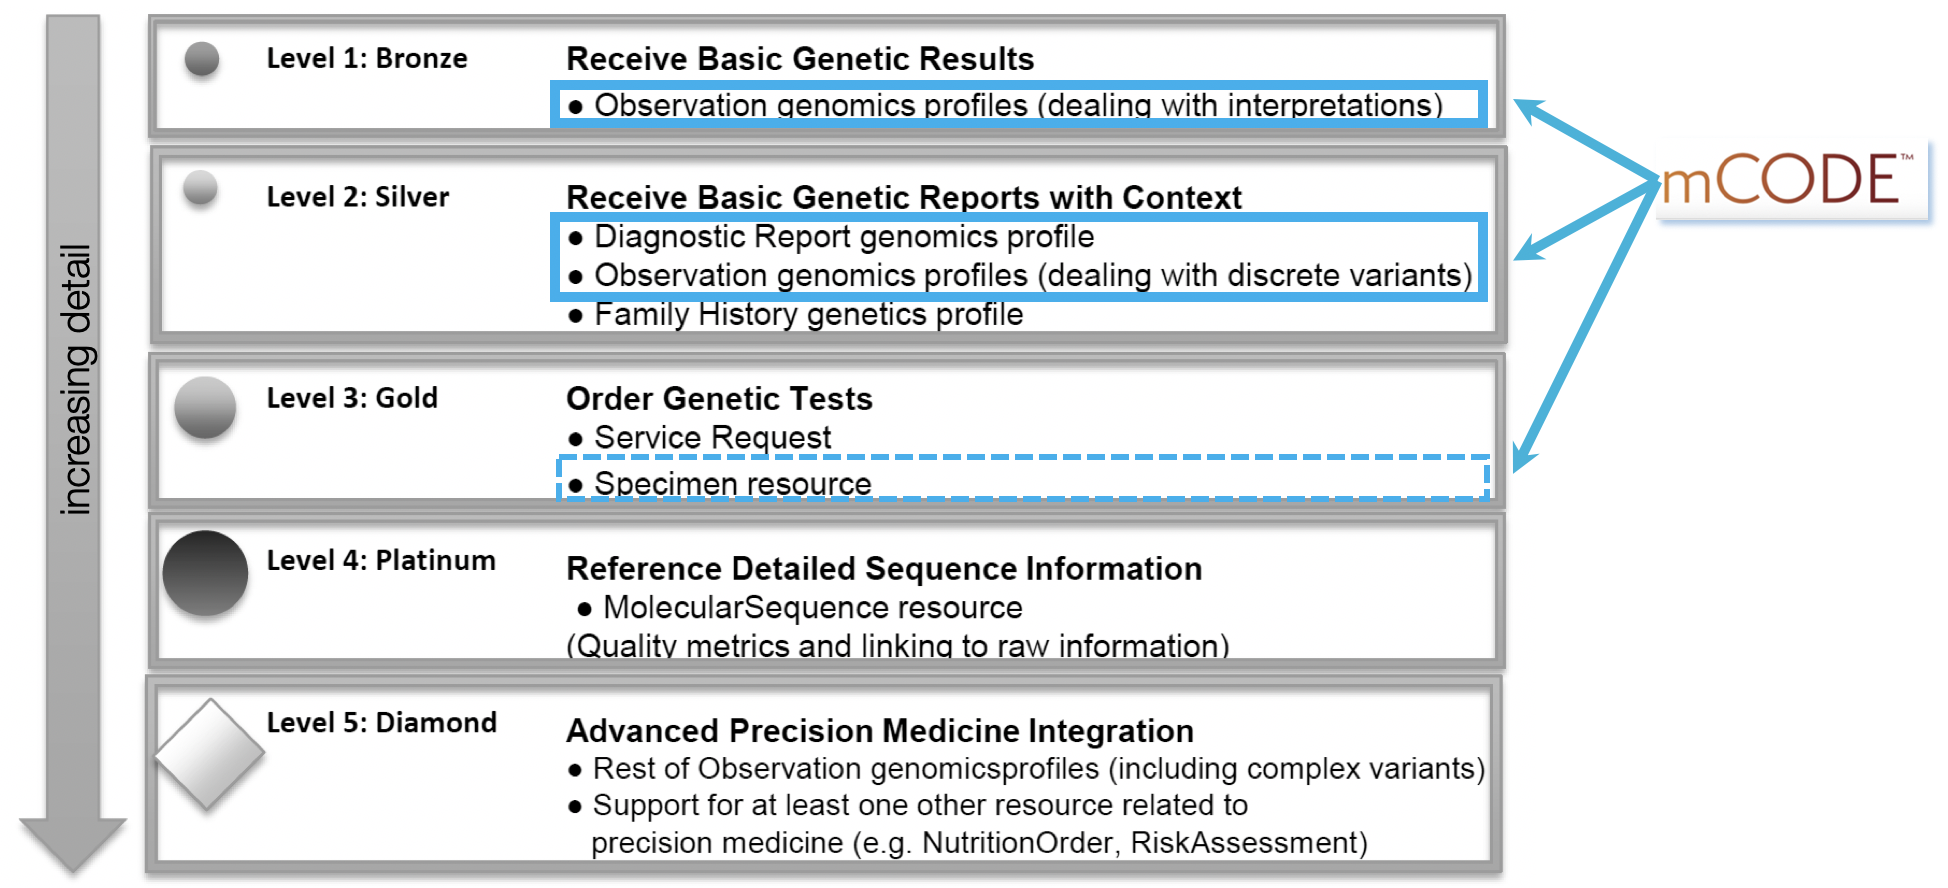 increasing detail
Level 1: Bronze
Receive Basic Genetic Results
● Observation genomics profiles (dealing with interpretations)
Level 2: Silver
Receive Basic Genetic Reports with Context
● Diagnostic Report genomics profile
● Observation genomics profiles (dealing with discrete variants)
● Family History genetics profile
Level 3: Gold
Order Genetic Tests
● Service Request
● Specimen resource
Level 4: Platinum
Reference Detailed Sequence Information
● MolecularSequence resource
(Quality metrics and linking to raw information)
Level 5: Diamond
Advanced Precision Medicine Integration
● Rest of Observation genomicsprofiles (including complex variants)
● Support for at least one other resource related to
precision medicine (e.g. NutritionOrder, RiskAssessment)
mCODE™